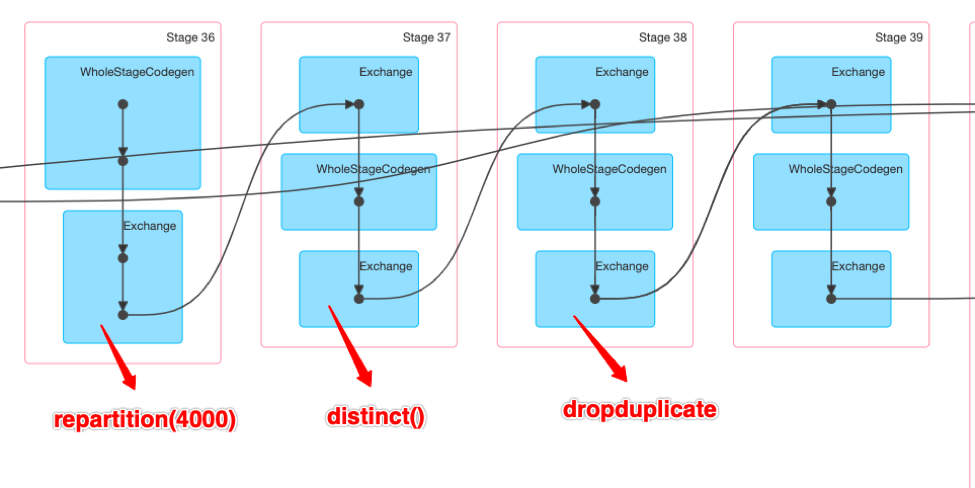 Stage 36
Stage 37
Stage 38
Stage 39
WholeStageCodegen
Exchange
Exchange
Exchange
WholeStageCodegen
WholeStageCodegen
WholeStageCodegen
Exchange
Exchange
Exchange
Exchange
repartition(4000)
distinct()
dropduplicate